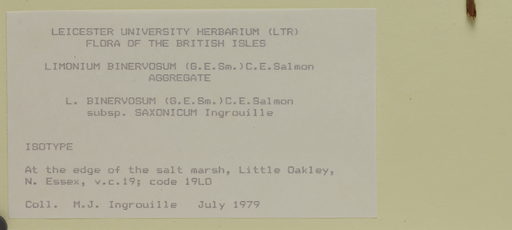 LEICESTER UNIVERSITY HERBARIUM (LTR)
FLORA OF THE BRITISH ISLES
LIMONIUM BINERVOSUM (G.E.Sm.)C.E.Salmon
AGGREGATE
L. BINERVOSUM (G.E.Sm.)C.E.Salmon
subsp. SAXONICUM Ingrouille
ISOTYPE
At the edge of the salt marsh, Little Oakley,
N. Essex, v.c.19; code 19LO
Coll. M.J. Ingrouille July 1979